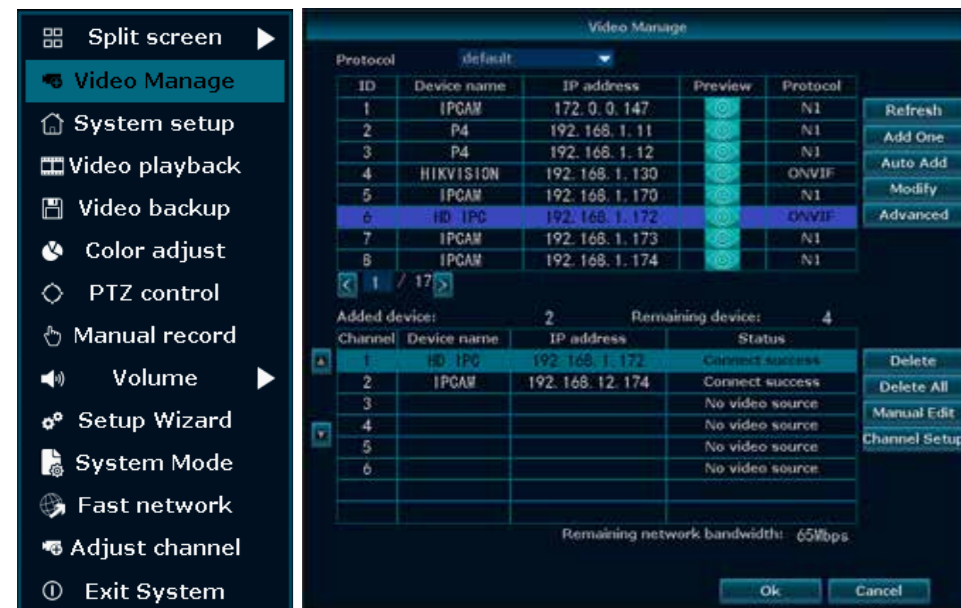 Split screen
Video Manage
System setup
Video playback
Video backup
Color adjust
PTZ control
Manual record
Volume
Setup Wizard
System Mode
Fast network
Adjust channel
Exit System
Video Manage
Protocol default
ID Device name IP address Preview Protocol
1 IPCAM 172. 0. 0. 147 N1
2 P4 192. 168. 1. 11 N1
3 P4 192. 168. 1. 12 N1
4 HIKVISION 192. 168. 1. 130 ONVIF
5 IPCAM 192. 168. 1. 170 N1
6 HD IPC 192. 168. 1. 172 ONVIF
7 IPCAM 192. 168. 1. 173 N1
8 IPCAM 192. 168. 1. 174 N1
Refresh
Add One
Auto Add
Modify
Advanced
< 1 / 17 >
Added device: 2 Remaining device: 4
Channel Device name IP address Status
1 HD IPC 192. 168. 1. 172 Connect success
2 IPCAM 192. 168. 12. 174 Connect success
3 No video source
4 No video source
5 No video source
6 No video source
Delete
Delete All
Manual Edit
Channel Setup
Remaining network bandwidth: 65Mbps
Ok Cancel